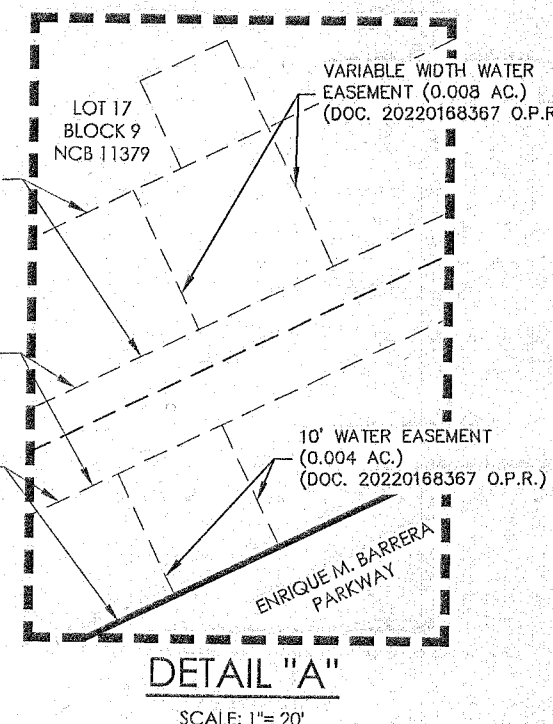 VARIABLE WIDTH WATER
EASEMENT (0.008 AC.)
(DOC. 20220168367 O.P.R
LOT 17
BLOCK 9
NCB 11379
10' WATER EASEMENT
(0.004 AC.)
(DOC. 20220168367 O.P.R.)
ENRIQUE M. BARRERA
PARKWAY
DETAIL "A"
SCALE: 1"= 20'